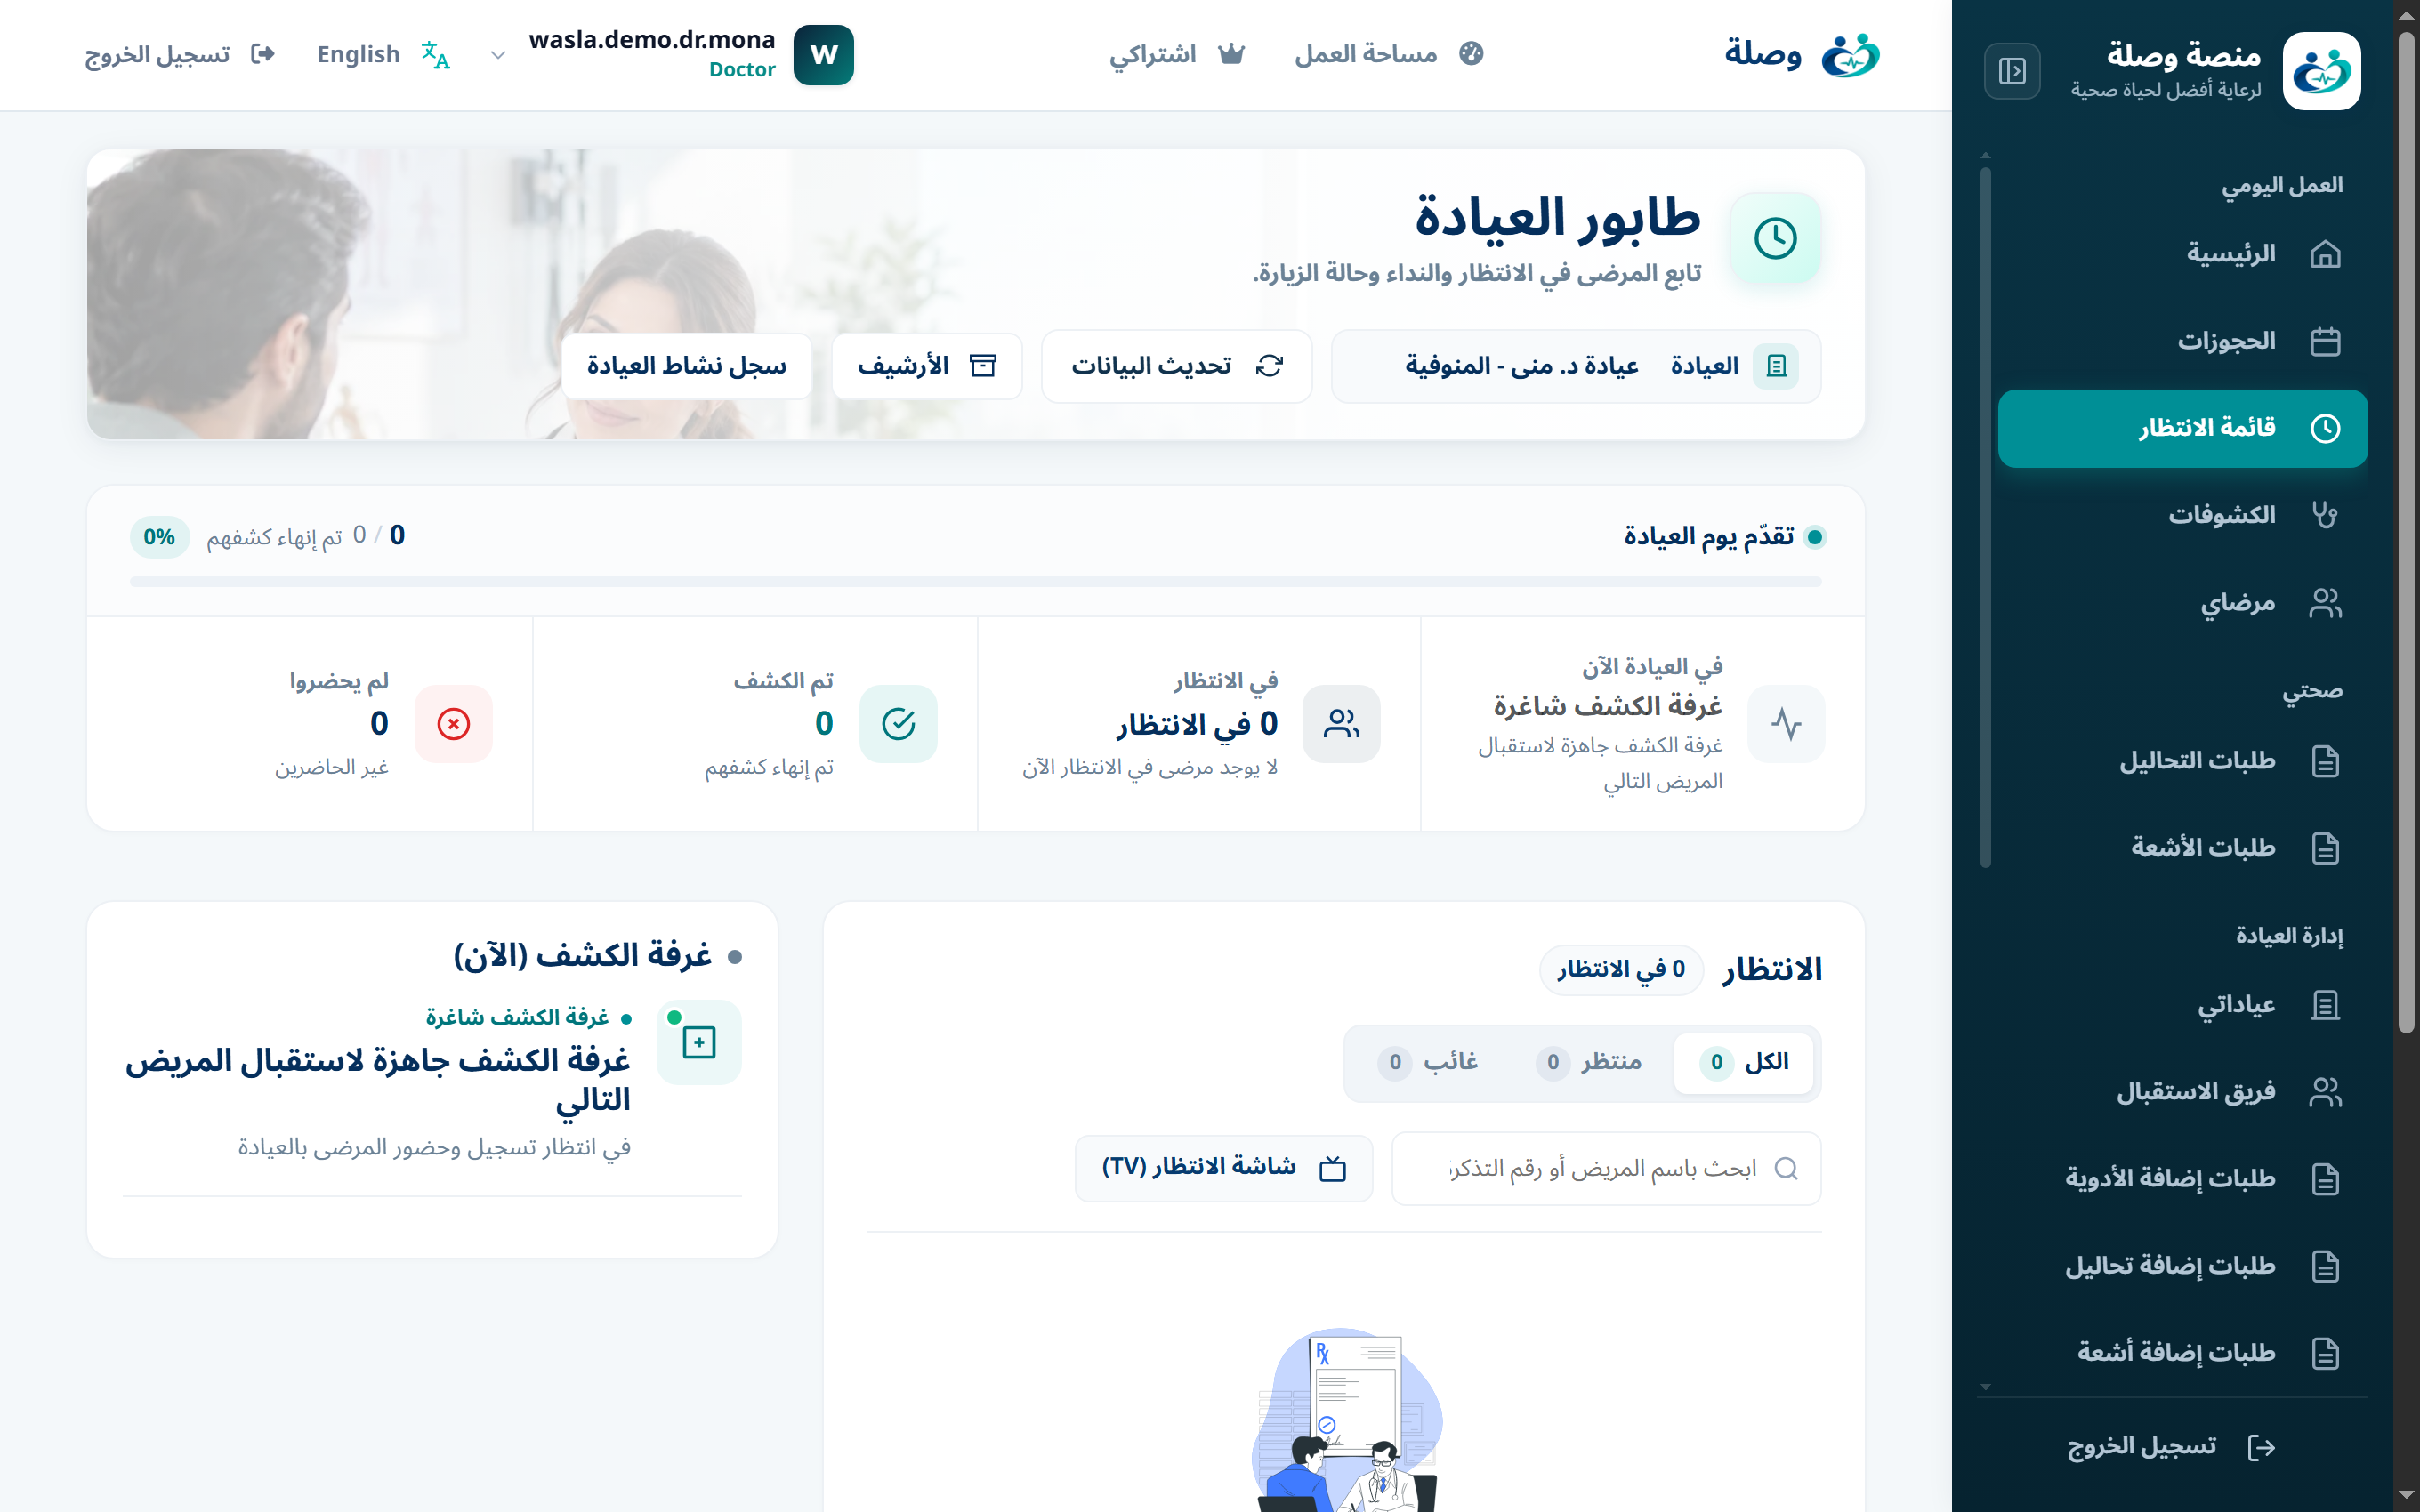 منصة وصلة
لرعاية أفضل لحياة صحية
العمل اليومي
الرئيسية
الحجوزات
قائمة الانتظار
الكشوفات
مرضاي
صحتي
طلبات التحاليل
طلبات الأشعة
إدارة العيادة
عياداتي
فريق الاستقبال
طلبات إضافة الأدوية
طلبات إضافة تحاليل
طلبات إضافة أشعة
تسجيل الخروج
وصلة
مساحة العمل
اشتراكي
W
wasla.demo.dr.mona
Doctor
English
تسجيل الخروج
طابور العيادة
تابع المرضى في الانتظار والنداء وحالة الزيارة.
العيادة
عيادة د. منى - المنوفية
تحديث البيانات
الأرشيف
سجل نشاط العيادة
تقدّم يوم العيادة
0 / 0 تم إنهاء كشفهم
0%
في العيادة الآن
غرفة الكشف شاغرة
غرفة الكشف جاهزة لاستقبال
المريض التالي
في الانتظار
0 في الانتظار
لا يوجد مرضى في الانتظار الآن
تم الكشف
0
تم إنهاء كشفهم
لم يحضروا
0
غير الحاضرين
الانتظار
0 في الانتظار
الكل 0
منتظر 0
غائب 0
ابحث باسم المريض أو رقم التذكر
شاشة الانتظار (TV)
Rx
غرفة الكشف (الآن)
غرفة الكشف شاغرة
غرفة الكشف جاهزة لاستقبال المريض
التالي
في انتظار تسجيل وحضور المرضى بالعيادة